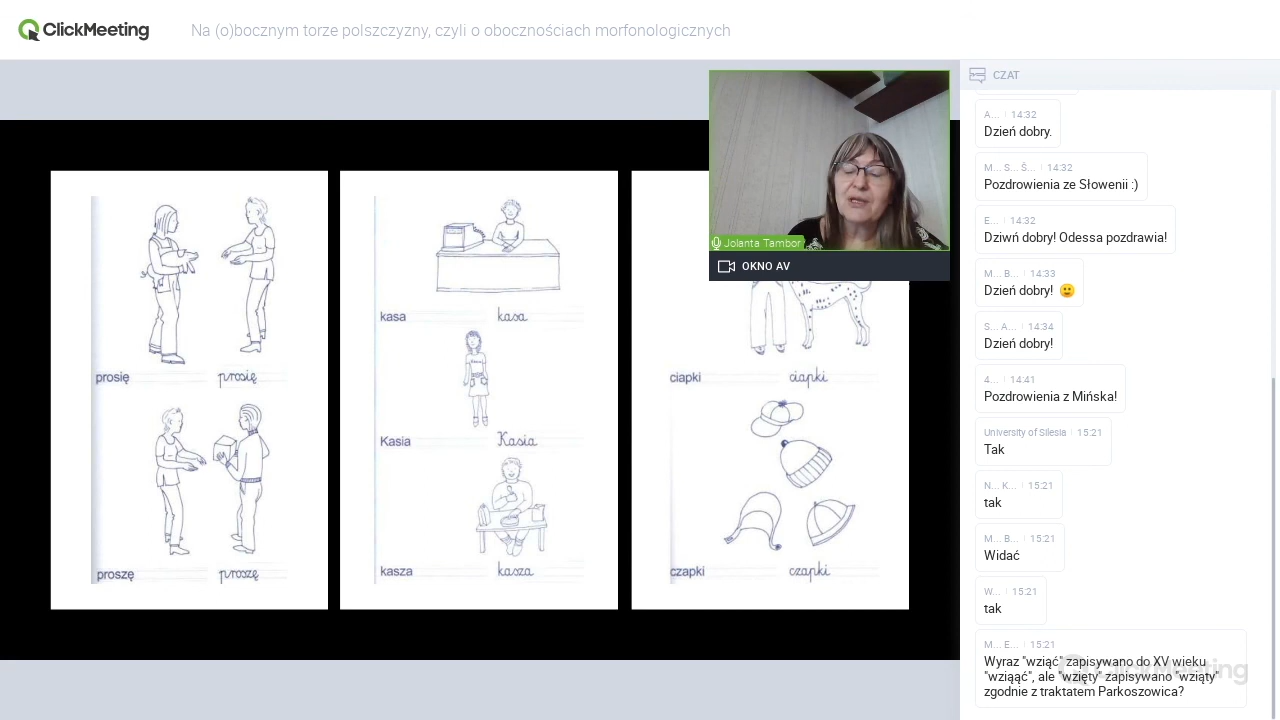 ClickMeeting
Na (o)bocznym torze polszczyzny, czyli o obocznościach morfonologicznych
Jolanta Tambor
OKNO AV
prosię prosię
proszę proszę
kasa kasa
Kasia Kasia
kasza kasza
ciapki ciapki
czapki czapki
CZAT
A... 14:32
Dzień dobry.
M... S... Š... 14:32
Pozdrowienia ze Słowenii :)
E... 14:32
Dziwń dobry! Odessa pozdrawia!
M... B... 14:33
Dzień dobry! 🙂
S... A... 14:34
Dzień dobry!
4... 14:41
Pozdrowienia z Mińska!
University of Silesia 15:21
Tak
N... K... 15:21
tak
M... B... 15:21
Widać
W... 15:21
tak
M... E... 15:21
Wyraz "wziąć" zapisywano do XV wieku
"wziąąć", ale "wzięty" zapisywano "wziąty"
zgodnie z traktatem Parkoszowica?
ClickMeeting